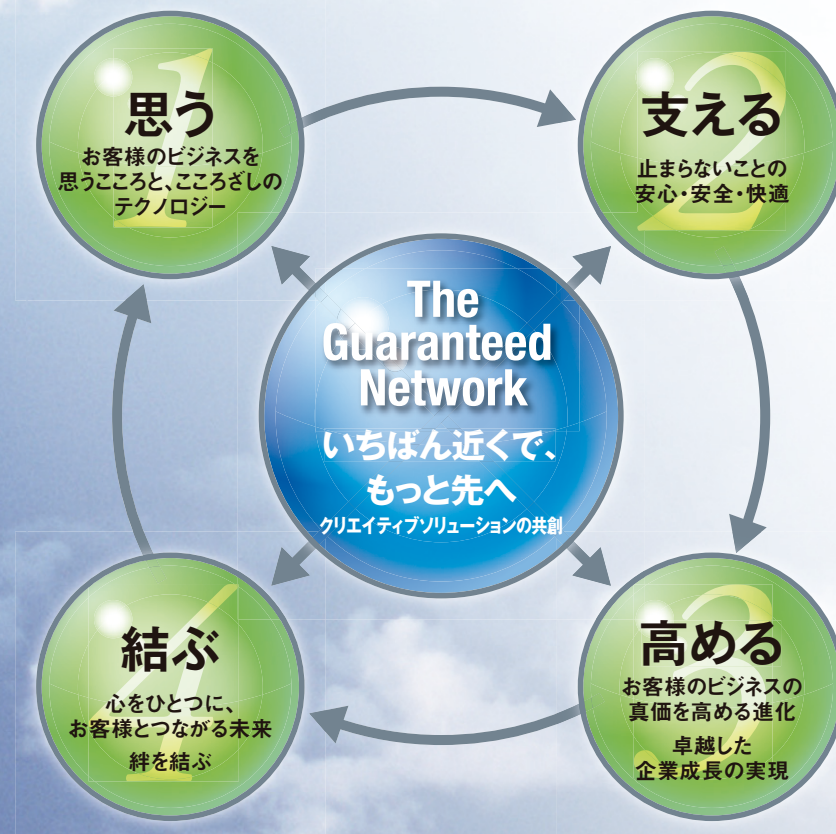 1
思う
お客様のビジネスを
思うこころと、こころざしの
テクノロジー
2
支える
止まらないことの
安心・安全・快適
The
Guaranteed
Network
いちばん近くで、
もっと先へ
クリエイティブソリューションの共創
4
結ぶ
心をひとつに、
お客様とつながる未来
絆を結ぶ
3
高める
お客様のビジネスの
真価を高める進化
卓越した
企業成長の実現